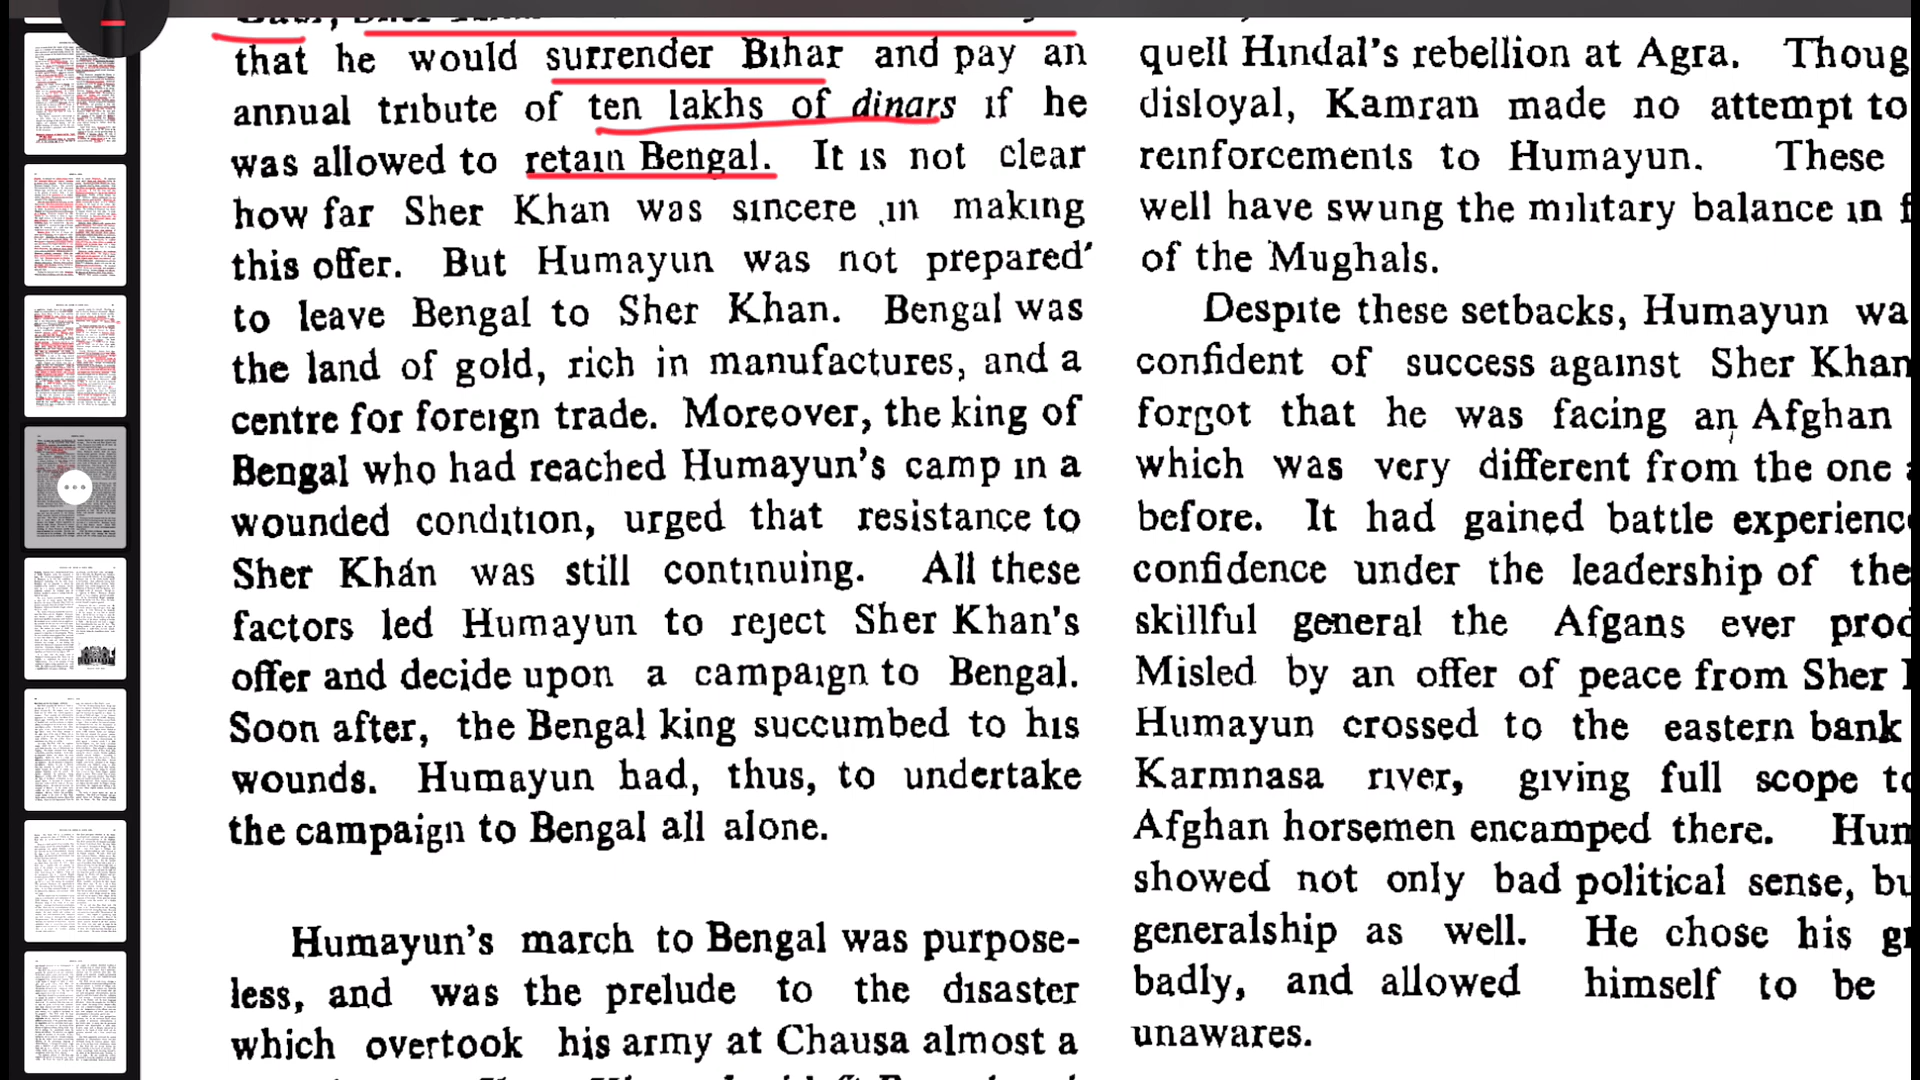 that he would surrender Bihar and pay an
annual tribute of ten lakhs of dinars if he
was allowed to retain Bengal. It is not clear
how far Sher Khan was sincere in making
this offer. But Humayun was not prepared
to leave Bengal to Sher Khan. Bengal was
the land of gold, rich in manufactures, and a
centre for foreign trade. Moreover, the king of
Bengal who had reached Humayun's camp in a
wounded condition, urged that resistance to
Sher Khan was still continuing. All these
factors led Humayun to reject Sher Khan's
offer and decide upon a campaign to Bengal.
Soon after, the Bengal king succumbed to his
wounds. Humayun had, thus, to undertake
the campaign to Bengal all alone.
Humayun's march to Bengal was purpose-
less, and was the prelude to the disaster
which overtook his army at Chausa almost a
quell Hindal's rebellion at Agra. Thoug
disloyal, Kamran made no attempt to
reinforcements to Humayun. These
well have swung the military balance in
of the Mughals.
Despite these setbacks, Humayun wa
confident of success against Sher Khan
forgot that he was facing an Afghan
which was very different from the one
before. It had gained battle experienc
confidence under the leadership of the
skillful general the Afgans ever proc
Misled by an offer of peace from Sher
Humayun crossed to the eastern bank
Karmnasa river, giving full scope to
Afghan horsemen encamped there. Hum
showed not only bad political sense, bu
generalship as well. He chose his
badly, and allowed himself to be
unawares.